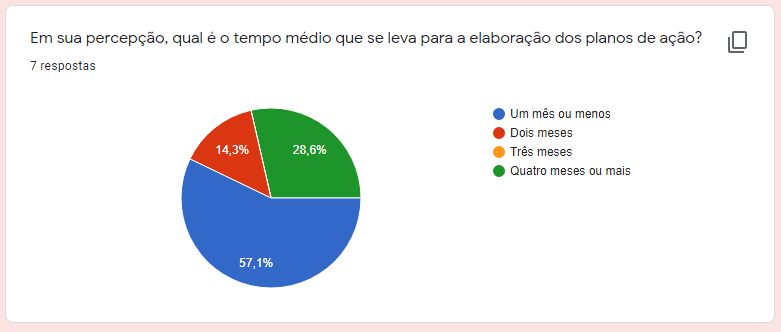 Em sua percepção, qual é o tempo médio que se leva para a elaboração dos planos de ação?
7 respostas
14,3%
28,6%
57,1%
Um mês ou menos
Dois meses
Três meses
Quatro meses ou mais